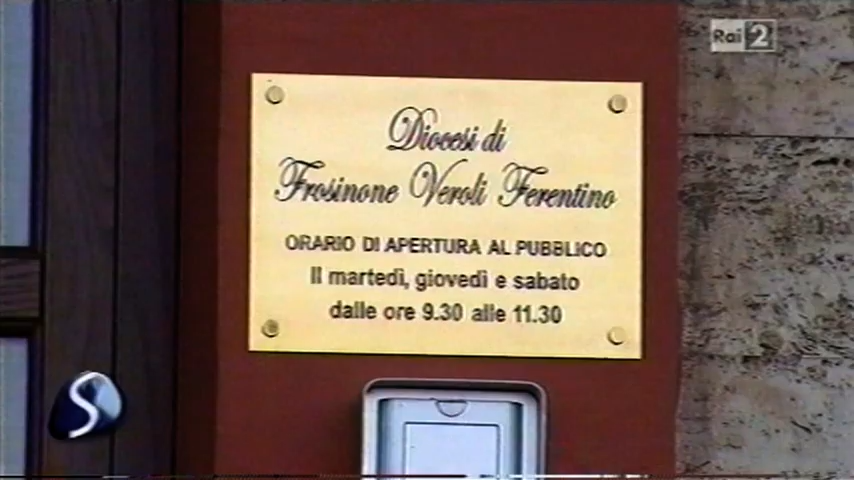 Rai 2
Diocesi di
Frosinone Veroli Ferentino
ORARIO DI APERTURA AL PUBBLICO
Il martedì, giovedì e sabato
dalle ore 9.30 alle 11.30
S